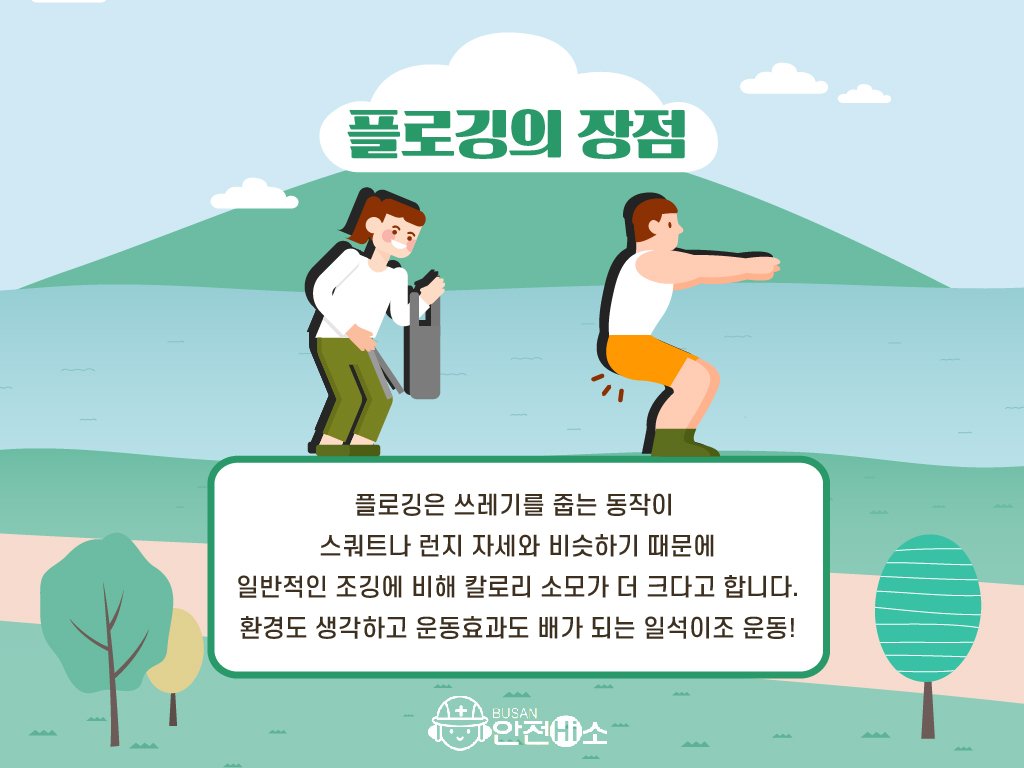 플로깅의 장점
플로깅은 쓰레기를 줍는 동작이
스쿼트나 런지 자세와 비슷하기 때문에
일반적인 조깅에 비해 칼로리 소모가 더 크다고 합니다.
환경도 생각하고 운동효과도 배가 되는 일석이조 운동!
BUSAN
안전Hi소